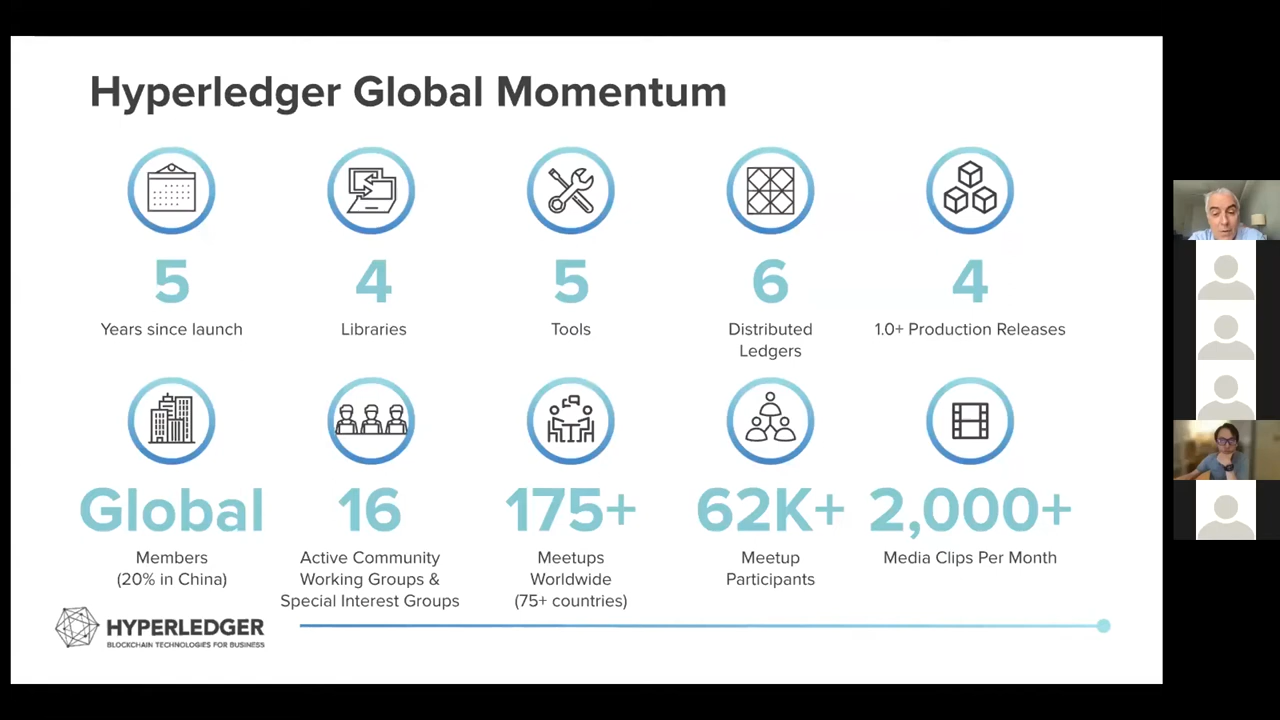 Hyperledger Global Momentum
5
Years since launch
4
Libraries
5
Tools
6
Distributed
Ledgers
4
1.0+ Production Releases
Global
Members
(20% in China)
16
Active Community
Working Groups &
Special Interest Groups
175+
Meetups
Worldwide
(75+ countries)
62K+
Meetup
Participants
2,000+
Media Clips Per Month
HYPERLEDGER
BLOCKCHAIN TECHNOLOGIES FOR BUSINESS